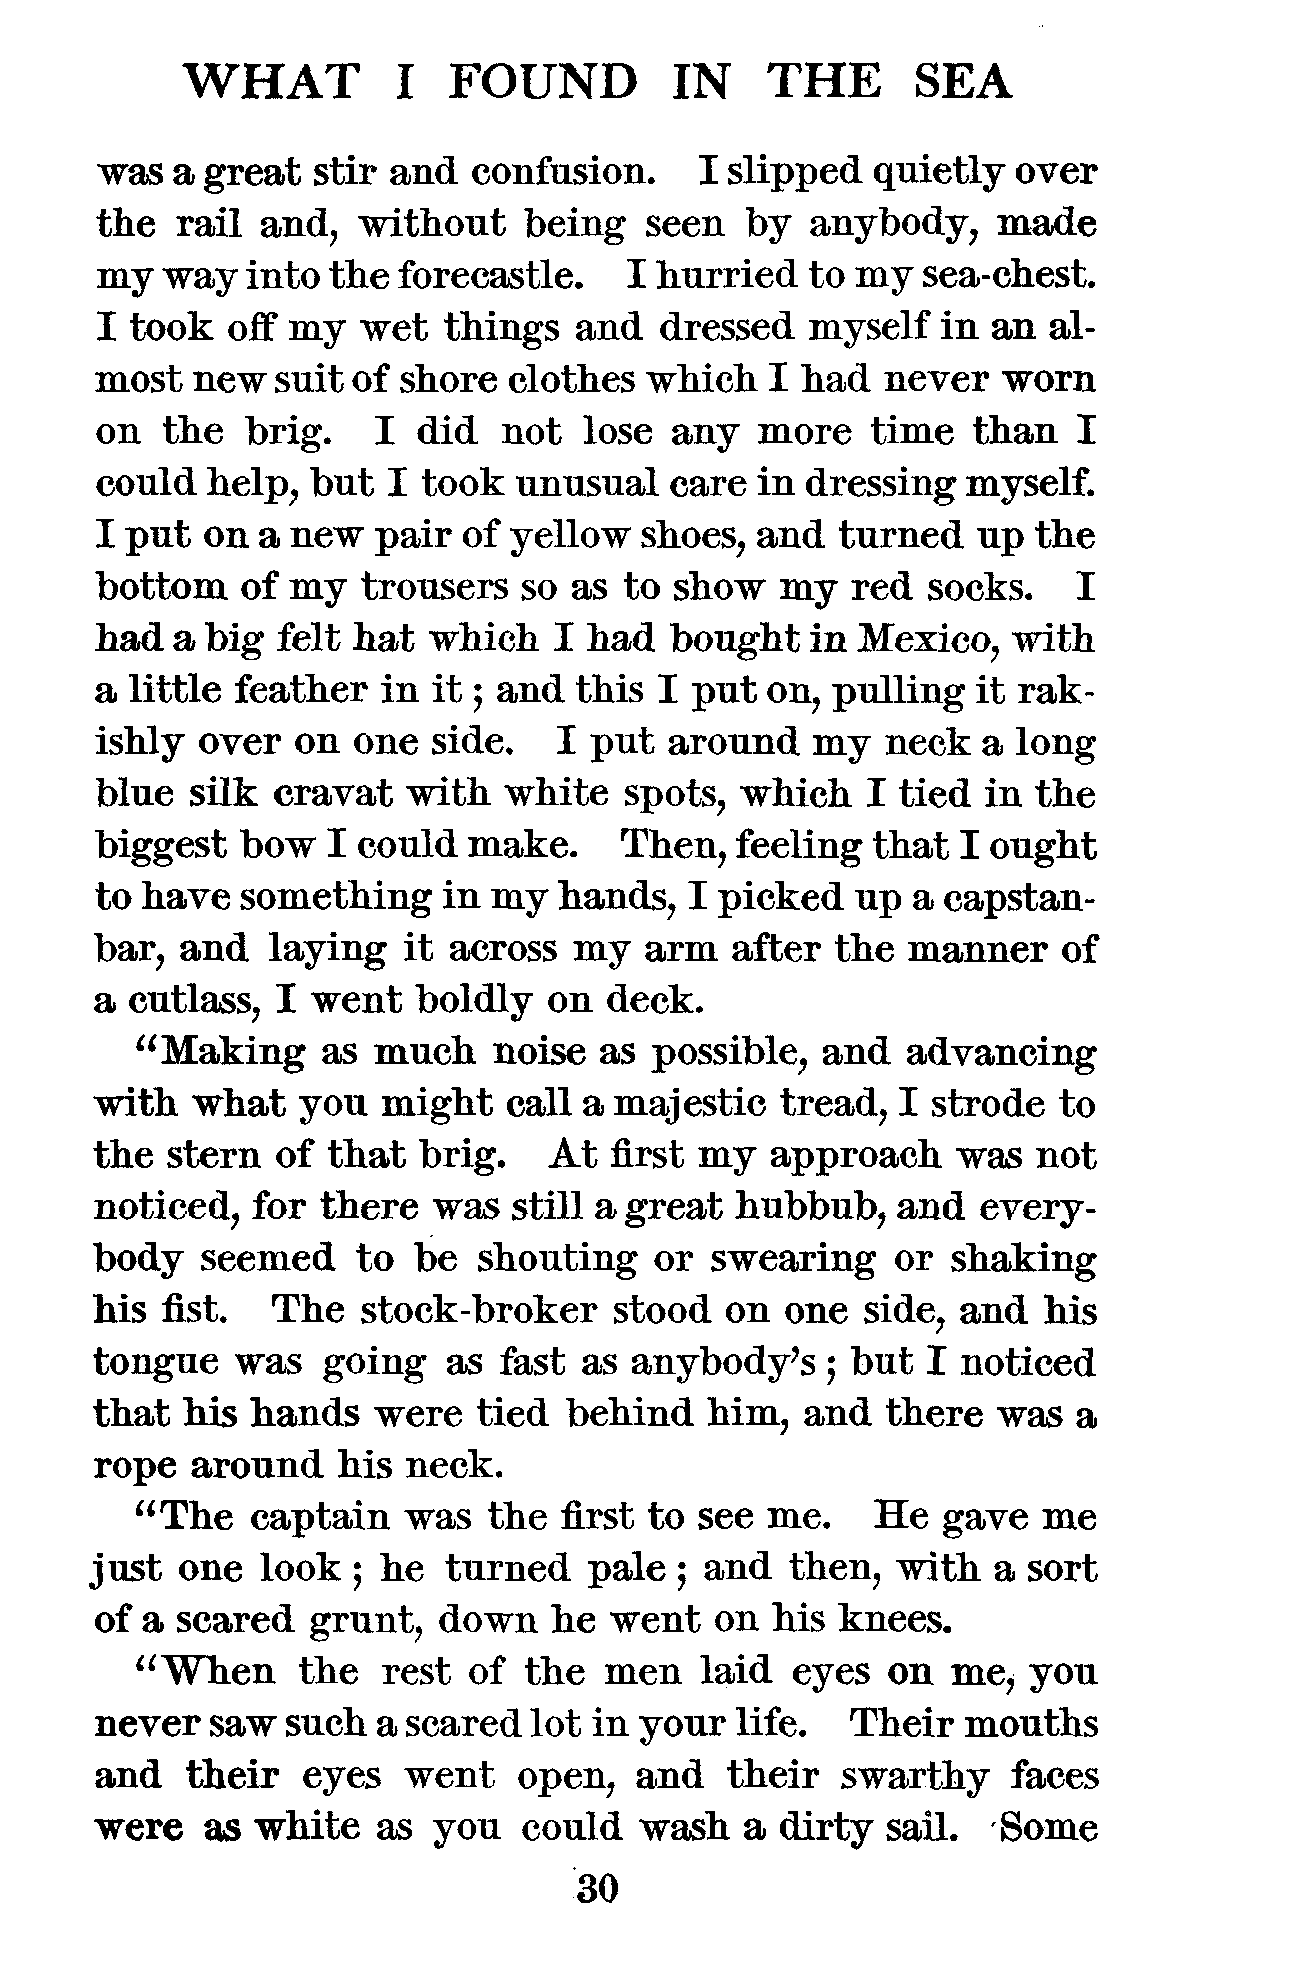 WHAT I FOUND IN THE SEA
was a great stir and confusion. I slipped quietly over
the rail and, without being seen by anybody, made
my way into the forecastle. I hurried to my sea-chest.
I took off my wet things and dressed myself in an al-
most new suit of shore clothes which I had never worn
on the brig. I did not lose any more time than I
could help, but I took unusual care in dressing myself.
I put on a new pair of yellow shoes, and turned up the
bottom of my trousers so as to show my red socks. I
had a big felt hat which I had bought in Mexico, with
a little feather in it; and this I put on, pulling it rak-
ishly over on one side. I put around my neck a long
blue silk cravat with white spots, which I tied in the
biggest bow I could make. Then, feeling that I ought
to have something in my hands, I picked up a capstan-
bar, and laying it across my arm after the manner of
a cutlass, I went boldly on deck.
"Making as much noise as possible, and advancing
with what you might call a majestic tread, I strode to
the stern of that brig. At first my approach was not
noticed, for there was still a great hubbub, and every-
body seemed to be shouting or swearing or shaking
his fist. The stock-broker stood on one side, and his
tongue was going as fast as anybody's; but I noticed
that his hands were tied behind him, and there was a
rope around his neck.
"The captain was the first to see me. He gave me
just one look; he turned pale; and then, with a sort
of a scared grunt, down he went on his knees.
"When the rest of the men laid eyes on me, you
never saw such a scared lot in your life. Their mouths
and their eyes went open, and their swarthy faces
were as white as you could wash a dirty sail. Some
30